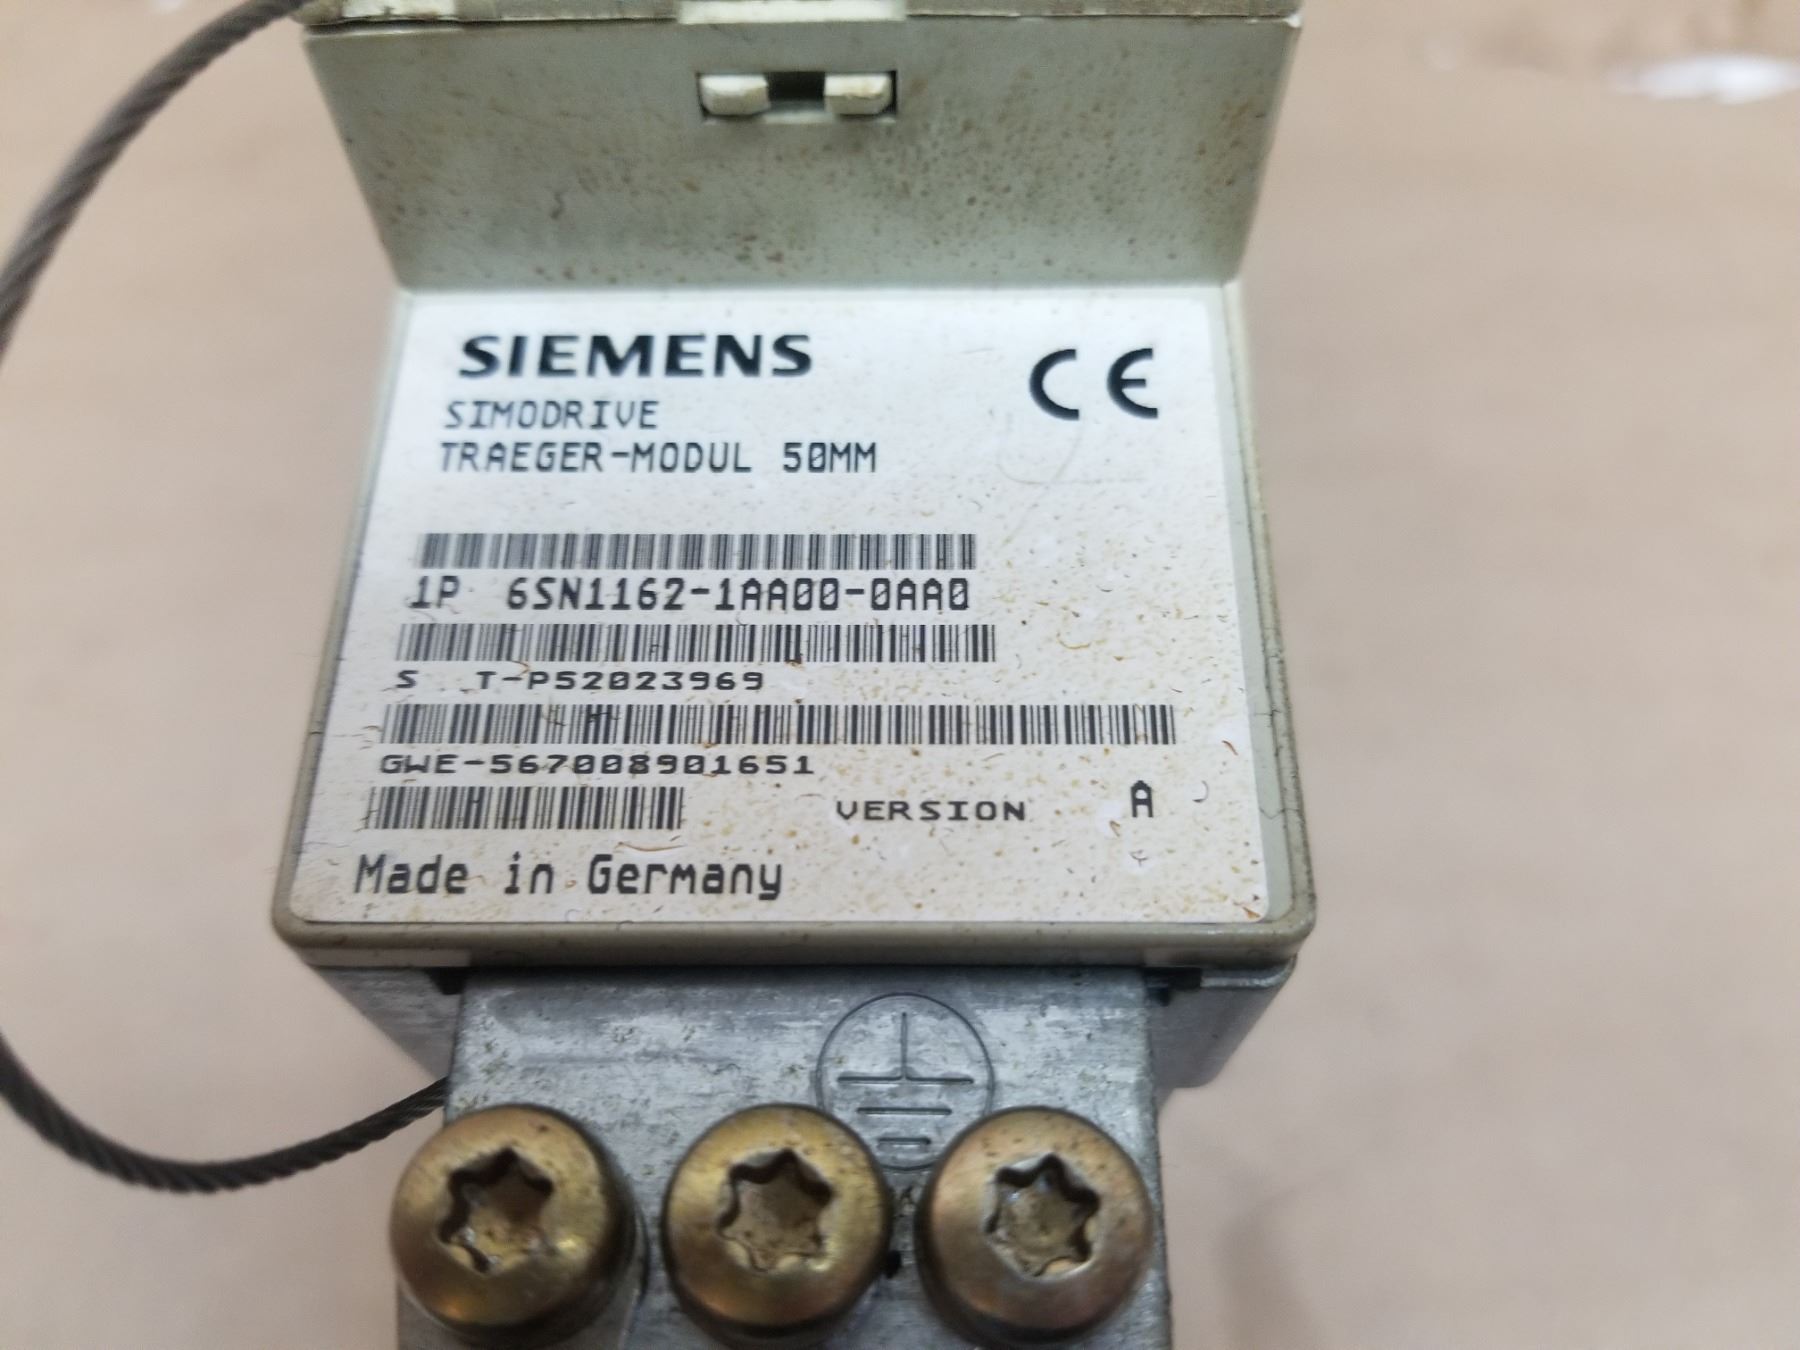 SIEMENS
CE
SIMODRIVE
TRAEGER-MODUL 50MM
1P 6SN1162-1AA00-0AA0
S T-P52023969
GWE-567008901651
VERSION A
Made in Germany